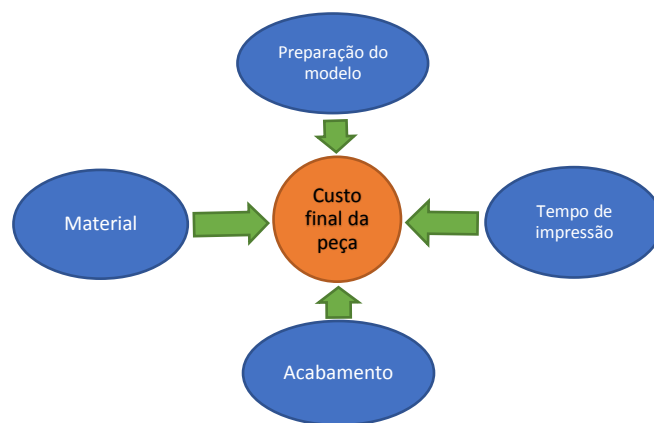 Preparação do
modelo
Material
Custo
final da
peça
Tempo de
impressão
Acabamento